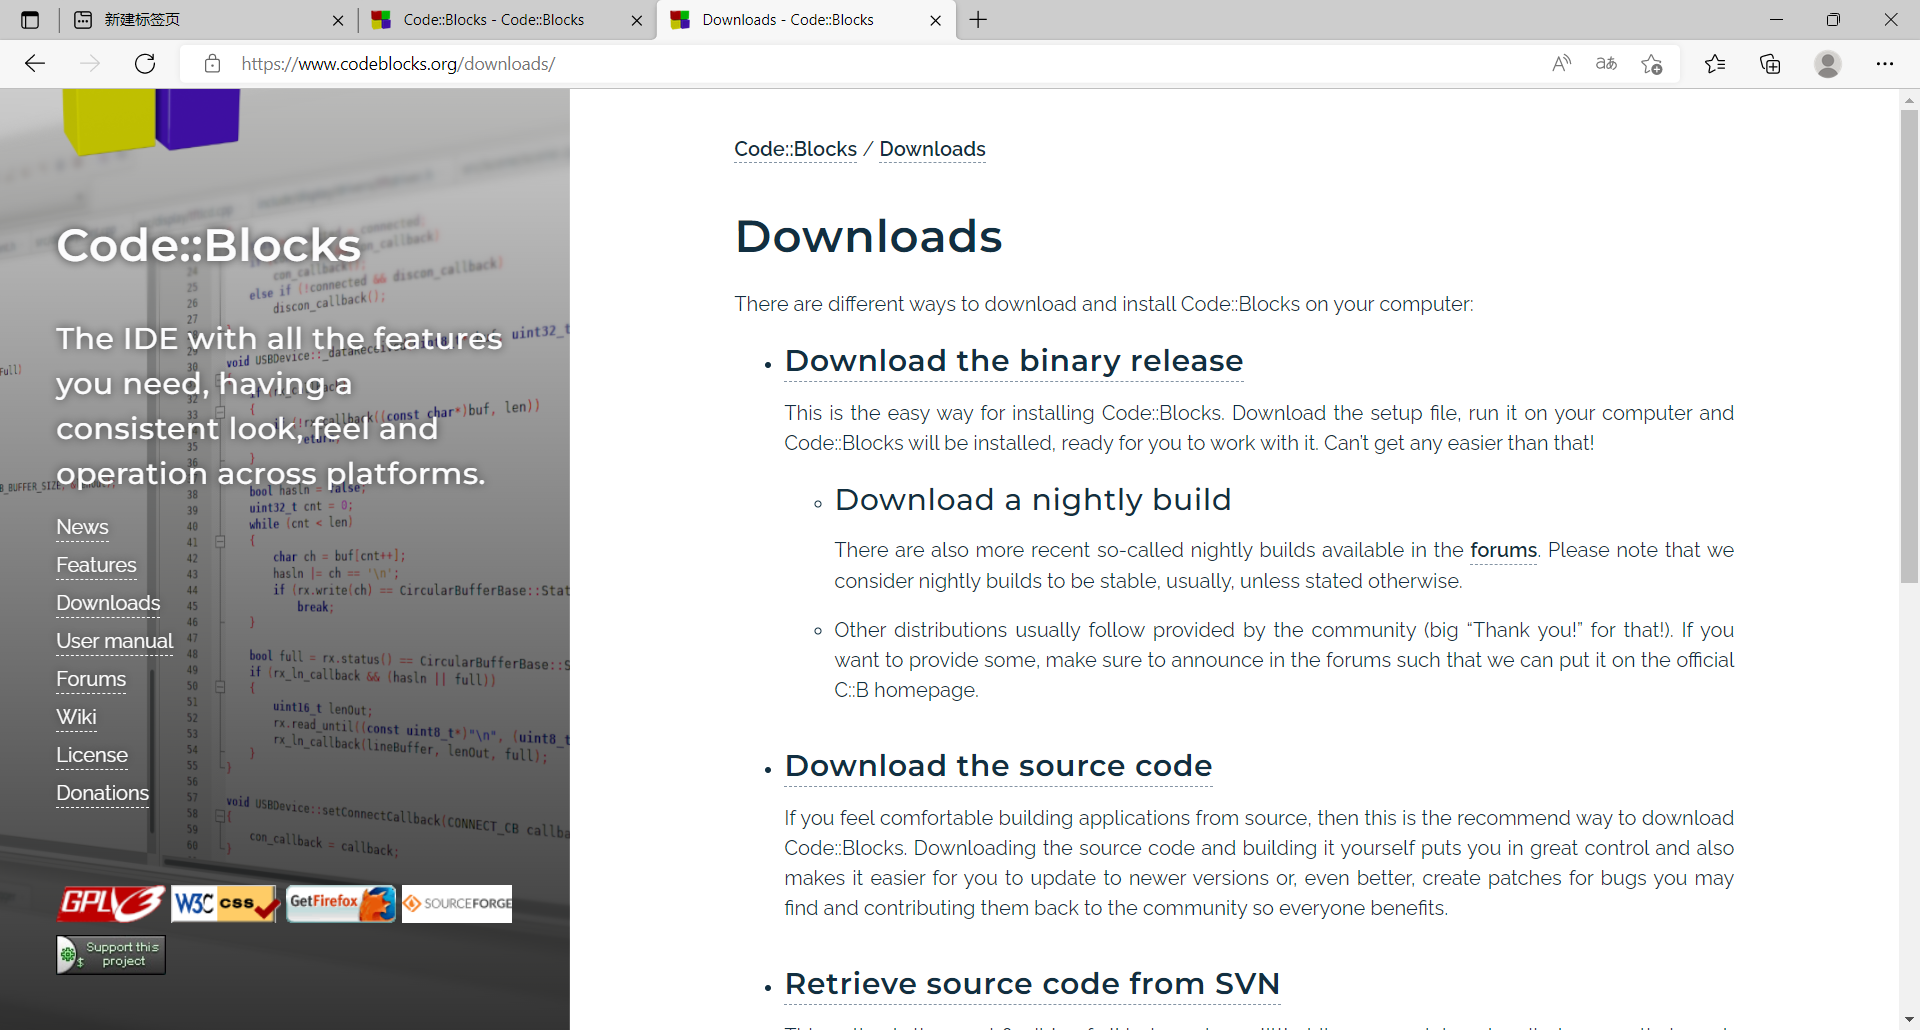 新建标签页
Code::Blocks - Code::Blocks
Downloads - Code::Blocks
https://www.codeblocks.org/downloads/
Code::Blocks
The IDE with all the features
you need, having a
consistent look, feel and
operation across platforms.
News
Features
Downloads
User manual
Forums
Wiki
License
Donations
GPL 3
W3C css
GetFirefox
SOURCEFORGE
Support this
project
Code::Blocks / Downloads
Downloads
There are different ways to download and install Code::Blocks on your computer:
Download the binary release
This is the easy way for installing Code::Blocks. Download the setup file, run it on your computer and
Code::Blocks will be installed, ready for you to work with it. Can’t get any easier than that!
Download a nightly build
There are also more recent so-called nightly builds available in the forums. Please note that we
consider nightly builds to be stable, usually, unless stated otherwise.
Other distributions usually follow provided by the community (big “Thank you!” for that!). If you
want to provide some, make sure to announce in the forums such that we can put it on the official
C::B homepage.
Download the source code
If you feel comfortable building applications from source, then this is the recommend way to download
Code::Blocks. Downloading the source code and building it yourself puts you in great control and also
makes it easier for you to update to newer versions or, even better, create patches for bugs you may
find and contributing them back to the community so everyone benefits.
Retrieve source code from SVN